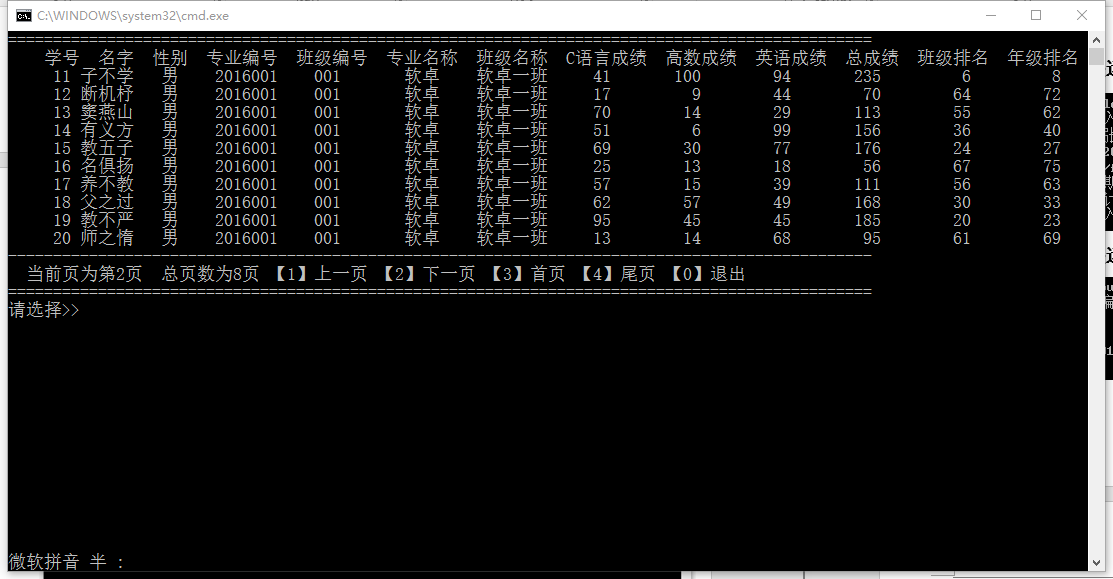 C:\WINDOWS\system32\cmd.exe
学号 名字 性别 专业编号 班级编号 专业名称 班级名称 C语言成绩 高数成绩 英语成绩 总成绩 班级排名 年级排名
11 子不学 男 2016001 001 软卓 软卓一班 41 100 94 235 6 8
12 断机杼 男 2016001 001 软卓 软卓一班 17 9 44 70 64 72
13 窦燕山 男 2016001 001 软卓 软卓一班 70 14 29 113 55 62
14 有义方 男 2016001 001 软卓 软卓一班 51 6 99 156 36 40
15 教五子 男 2016001 001 软卓 软卓一班 69 30 77 176 24 27
16 名俱扬 男 2016001 001 软卓 软卓一班 25 13 18 56 67 75
17 养不教 男 2016001 001 软卓 软卓一班 57 15 39 111 56 63
18 父之过 男 2016001 001 软卓 软卓一班 62 57 49 168 30 33
19 教不严 男 2016001 001 软卓 软卓一班 95 45 45 185 20 23
20 师之惰 男 2016001 001 软卓 软卓一班 13 14 68 95 61 69
当前页为第2页 总页数为8页 【1】上一页 【2】下一页 【3】首页 【4】尾页 【0】退出
请选择>>
微软拼音 半 :